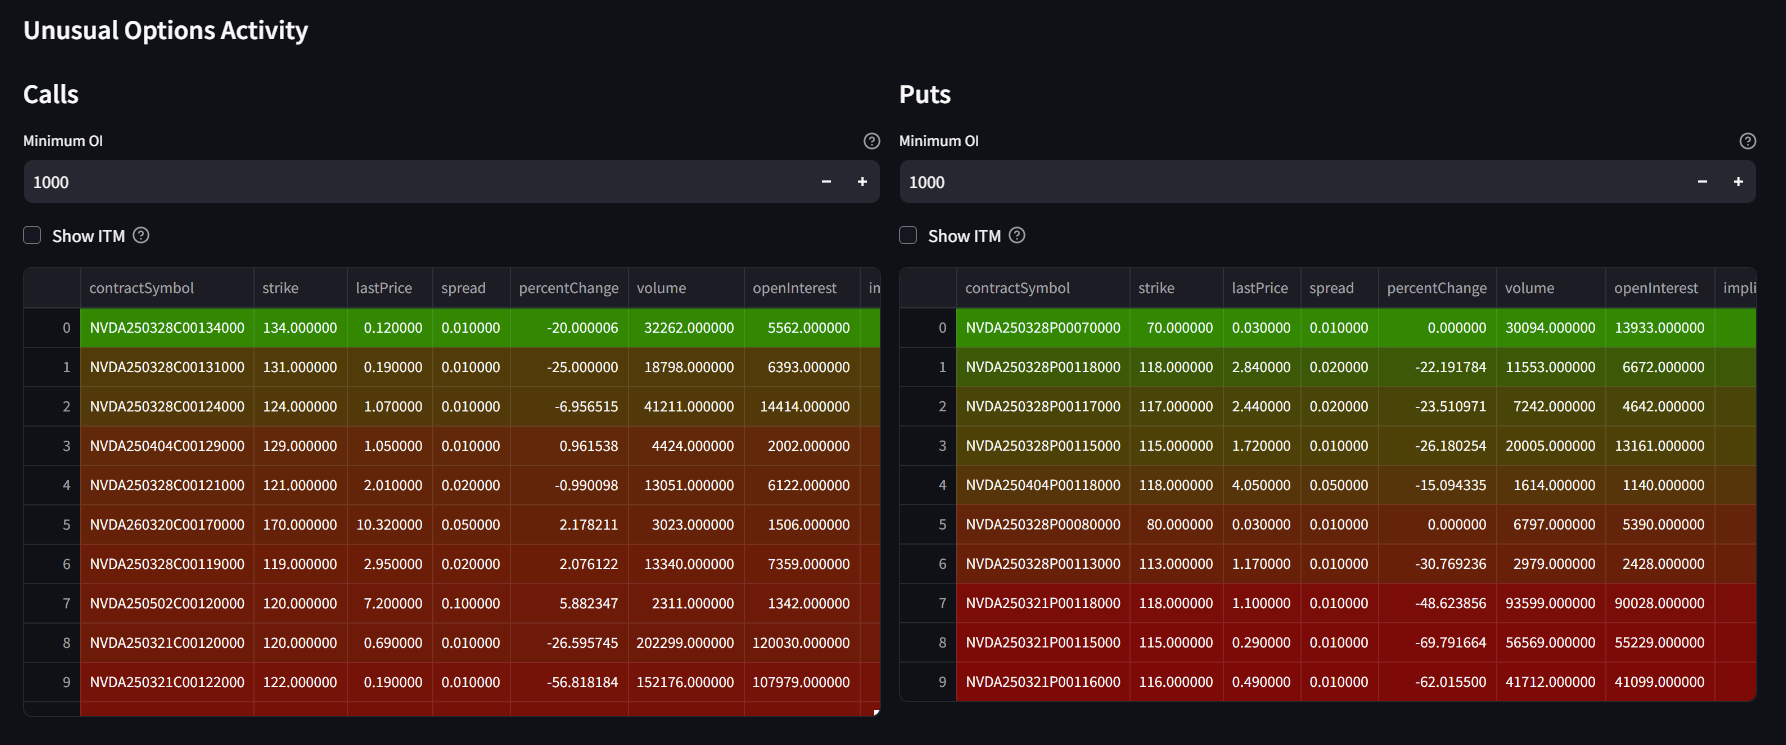 Unusual Options Activity
Calls
Minimum OI
1000
Show ITM
contractSymbol strike lastPrice spread percentChange volume openInterest in
0 NVDA250328C00134000 134.000000 0.120000 0.010000 -20.000006 32262.000000 5562.000000
1 NVDA250328C00131000 131.000000 0.190000 0.010000 -25.000000 18798.000000 6393.000000
2 NVDA250328C00124000 124.000000 1.070000 0.010000 -6.956515 41211.000000 14414.000000
3 NVDA250404C00129000 129.000000 1.050000 0.010000 0.961538 4424.000000 2002.000000
4 NVDA250328C00121000 121.000000 2.010000 0.020000 -0.990098 13051.000000 6122.000000
5 NVDA260320C00170000 170.000000 10.320000 0.050000 2.178211 3023.000000 1506.000000
6 NVDA250328C00119000 119.000000 2.950000 0.020000 2.076122 13340.000000 7359.000000
7 NVDA250502C00120000 120.000000 7.200000 0.100000 5.882347 2311.000000 1342.000000
8 NVDA250321C00120000 120.000000 0.690000 0.010000 -26.595745 202299.000000 120030.000000
9 NVDA250321C00122000 122.000000 0.190000 0.010000 -56.818184 152176.000000 107979.000000
Puts
Minimum OI
1000
Show ITM
contractSymbol strike lastPrice spread percentChange volume openInterest impli
0 NVDA250328P00070000 70.000000 0.030000 0.010000 0.000000 30094.000000 13933.000000
1 NVDA250328P00118000 118.000000 2.840000 0.020000 -22.191784 11553.000000 6672.000000
2 NVDA250328P00117000 117.000000 2.440000 0.020000 -23.510971 7242.000000 4642.000000
3 NVDA250328P00115000 115.000000 1.720000 0.010000 -26.180254 20005.000000 13161.000000
4 NVDA250404P00118000 118.000000 4.050000 0.050000 -15.094335 1614.000000 1140.000000
5 NVDA250328P00080000 80.000000 0.030000 0.010000 0.000000 6797.000000 5390.000000
6 NVDA250328P00113000 113.000000 1.170000 0.010000 -30.769236 2979.000000 2428.000000
7 NVDA250321P00118000 118.000000 1.100000 0.010000 -48.623856 93599.000000 90028.000000
8 NVDA250321P00115000 115.000000 0.290000 0.010000 -69.791664 56569.000000 55229.000000
9 NVDA250321P00116000 116.000000 0.490000 0.010000 -62.015500 41712.000000 41099.000000